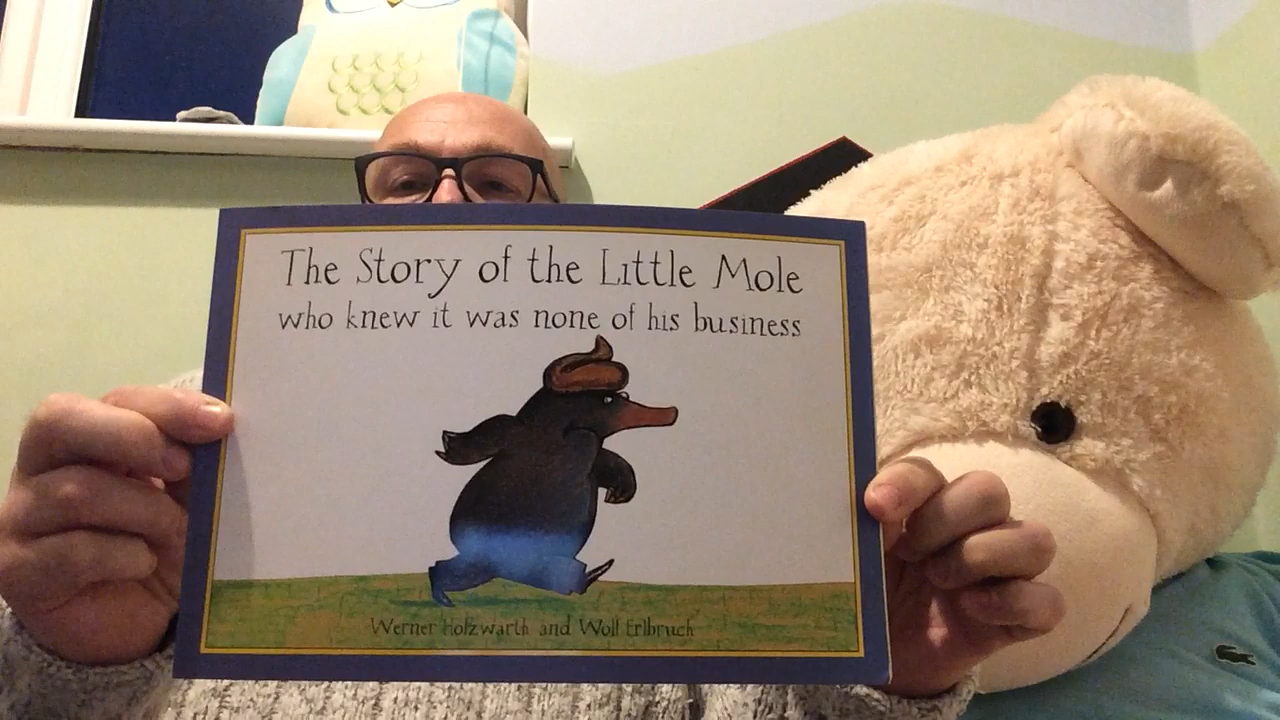 The Story of the Little Mole
who knew it was none of his business
Werner Holzwarth and Wolf Erlbruch